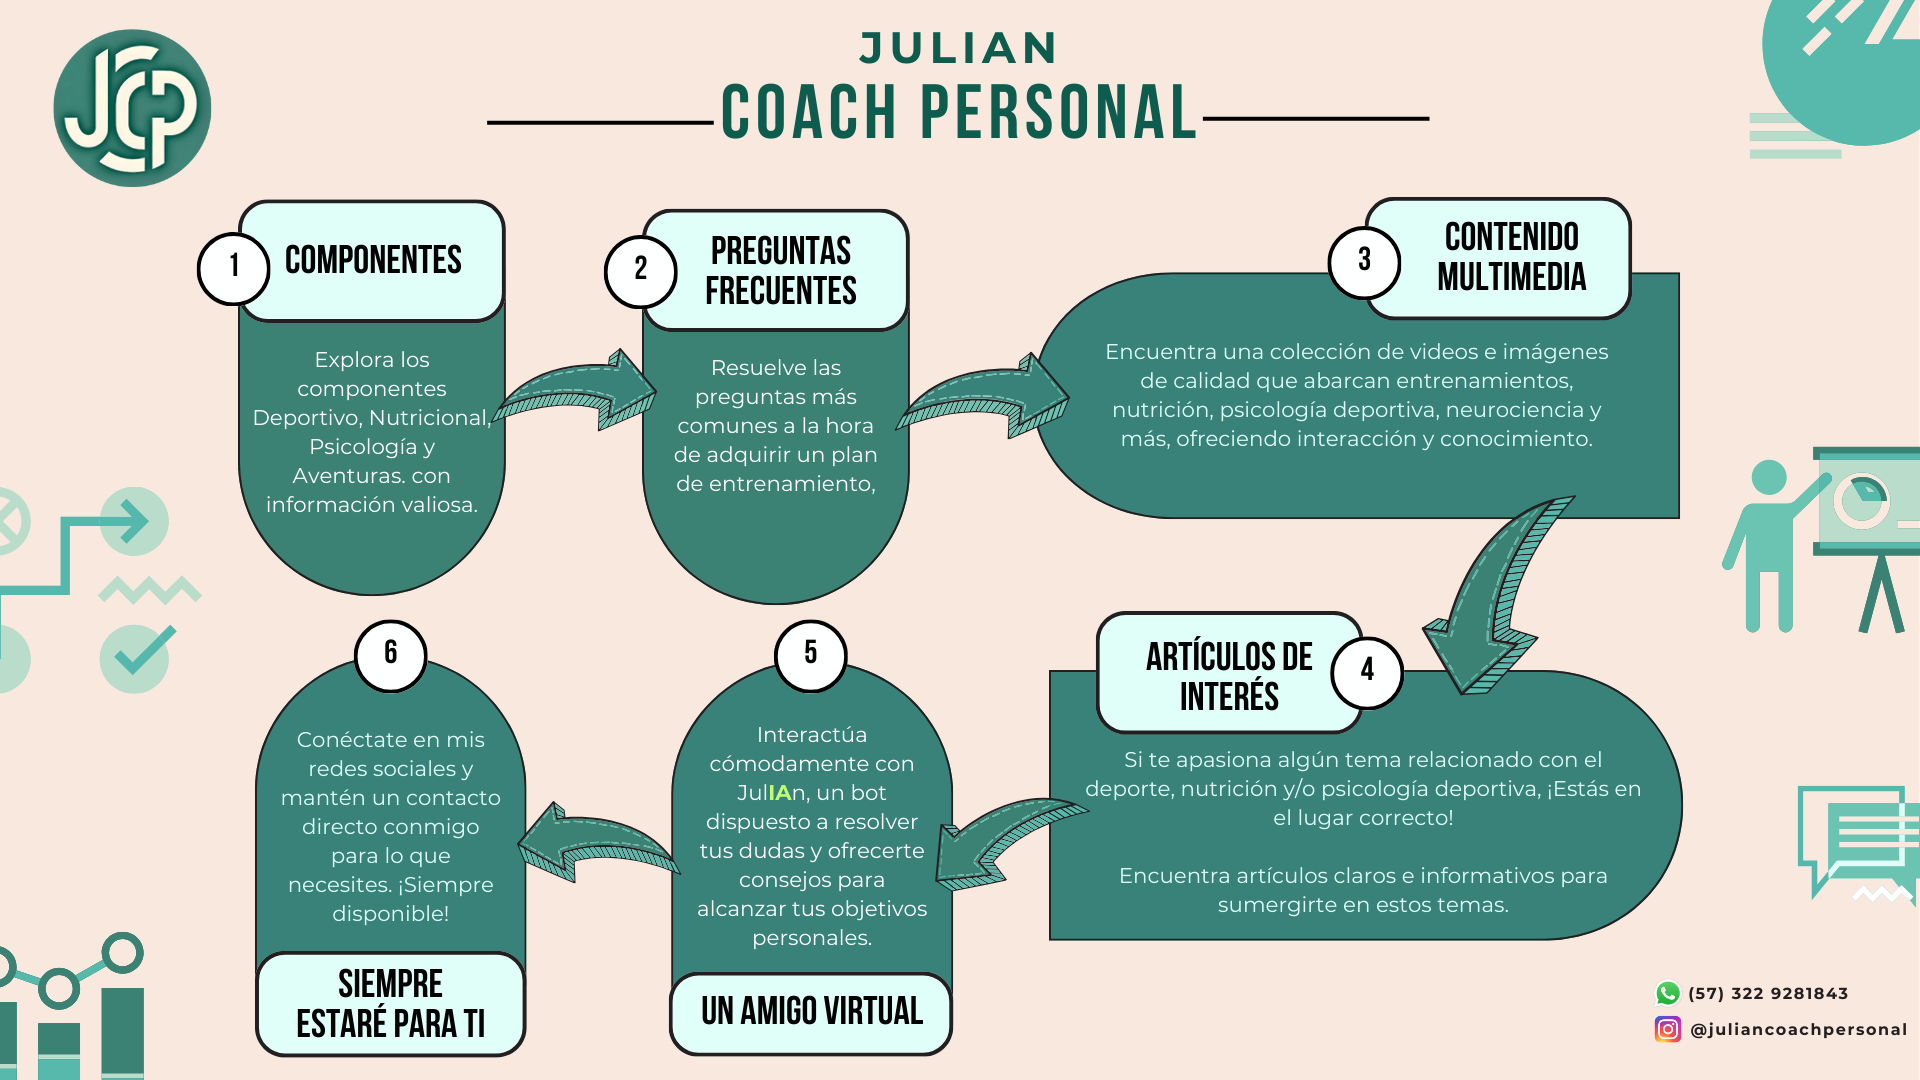 JCP
JULIAN
COACH PERSONAL
1
COMPONENTES
Explora los
componentes
Deportivo, Nutricional,
Psicología y
Aventuras. con
información valiosa.
2
PREGUNTAS
FRECUENTES
Resuelve las
preguntas más
comunes a la hora
de adquirir un plan
de entrenamiento,
3
CONTENIDO
MULTIMEDIA
Encuentra una colección de videos e imágenes
de calidad que abarcan entrenamientos,
nutrición, psicología deportiva, neurociencia y
más, ofreciendo interacción y conocimiento.
ARTÍCULOS DE
INTERÉS
4
Si te apasiona algún tema relacionado con el
deporte, nutrición y/o psicología deportiva, ¡Estás en
el lugar correcto!
Encuentra artículos claros e informativos para
sumergirte en estos temas.
5
Interactúa
cómodamente con
JulIAn, un bot
dispuesto a resolver
tus dudas y ofrecerte
consejos para
alcanzar tus objetivos
personales.
UN AMIGO VIRTUAL
6
Conéctate en mis
redes sociales y
mantén un contacto
directo conmigo
para lo que
necesites. ¡Siempre
disponible!
SIEMPRE
ESTARÉ PARA TI
(57) 322 9281843
@juliancoachpersonal